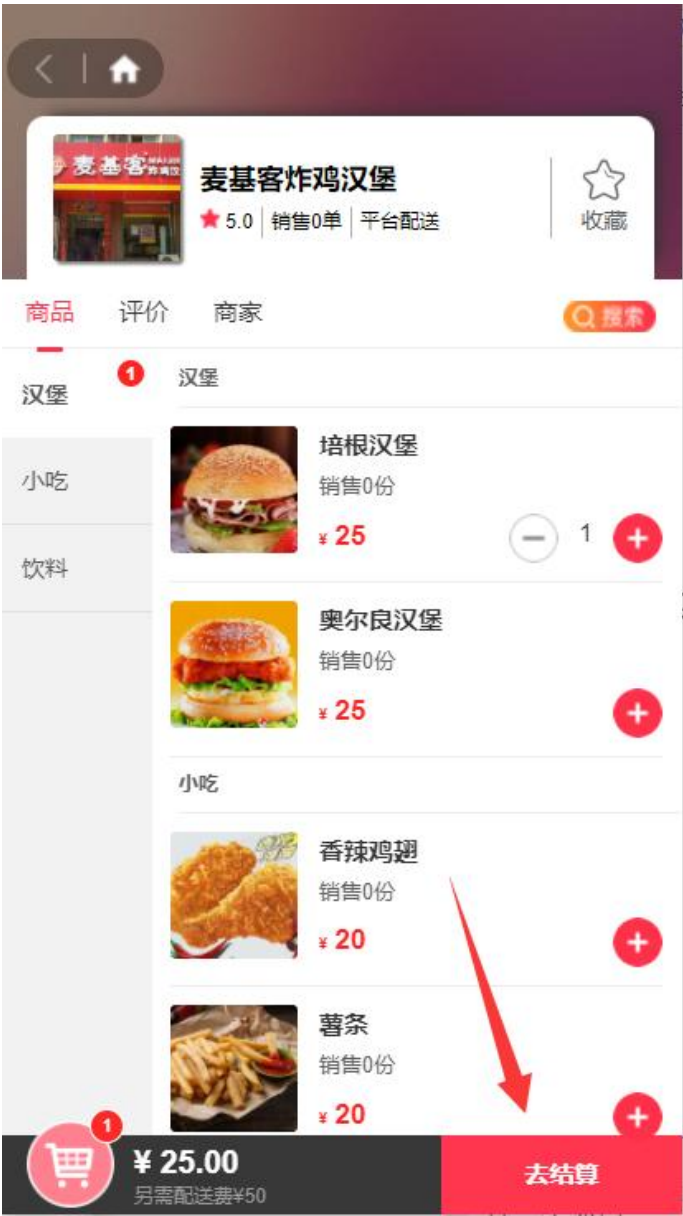 麦基客
麦基客炸鸡汉堡
5.0 销售0单 平台配送
收藏
商品 评价 商家
搜索
汉堡
1
小吃
饮料
汉堡
培根汉堡
销售0份
¥ 25
1
奥尔良汉堡
销售0份
¥ 25
小吃
香辣鸡翅
销售0份
¥ 20
薯条
销售0份
¥ 20
1
¥ 25.00
另需配送费¥50
去结算